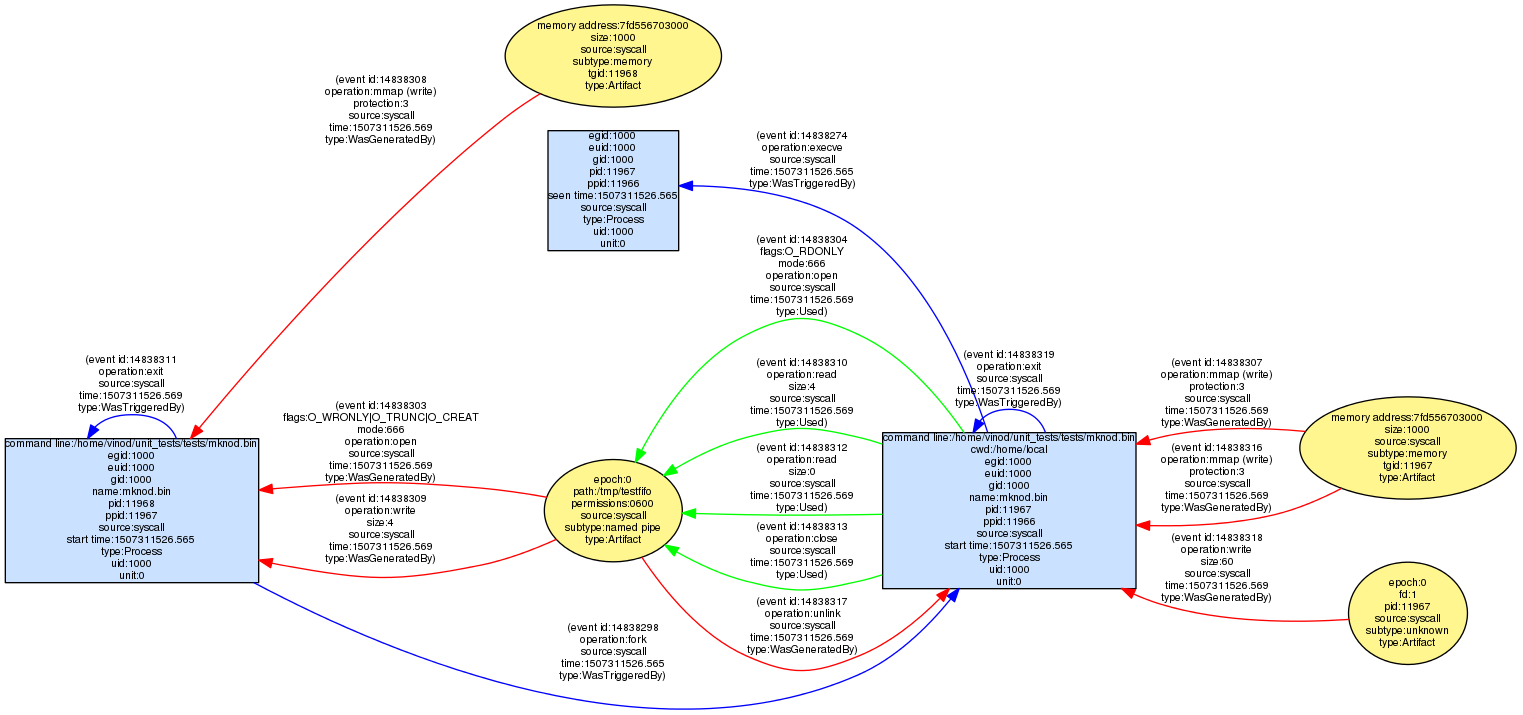 memory address:7fd556703000
size:1000
source:syscall
subtype:memory
tgid:11968
type:Artifact
(event id:14838308
operation:mmap (write)
protection:3
source:syscall
time:1507311526.569
type:WasGeneratedBy)
egid:1000
euid:1000
gid:1000
pid:11967
ppid:11966
seen time:1507311526.565
source:syscall
type:Process
uid:1000
unit:0
(event id:14838274
operation:execve
source:syscall
time:1507311526.565
type:WasTriggeredBy)
(event id:14838304
flags:O_RDONLY
mode:666
operation:open
source:syscall
time:1507311526.569
type:Used)
(event id:14838311
operation:exit
source:syscall
time:1507311526.569
type:WasTriggeredBy)
(event id:14838303
flags:O_WRONLY|O_TRUNC|O_CREAT
mode:666
operation:open
source:syscall
time:1507311526.569
type:WasGeneratedBy)
(event id:14838310
operation:read
size:4
source:syscall
time:1507311526.569
type:Used)
(event id:14838319
operation:exit
source:syscall
time:1507311526.569
type:WasTriggeredBy)
(event id:14838307
operation:mmap (write)
protection:3
source:syscall
time:1507311526.569
type:WasGeneratedBy)
memory address:7fd556703000
size:1000
source:syscall
subtype:memory
tgid:11967
type:Artifact
command line:/home/vinod/unit_tests/tests/mknod.bin
egid:1000
euid:1000
gid:1000
name:mknod.bin
pid:11968
ppid:11967
source:syscall
start time:1507311526.565
type:Process
uid:1000
unit:0
(event id:14838309
operation:write
size:4
source:syscall
time:1507311526.569
type:WasGeneratedBy)
epoch:0
path:/tmp/testfifo
permissions:0600
source:syscall
subtype:named pipe
type:Artifact
(event id:14838312
operation:read
size:0
source:syscall
time:1507311526.569
type:Used)
(event id:14838313
operation:close
source:syscall
time:1507311526.569
type:Used)
command line:/home/vinod/unit_tests/tests/mknod.bin
cwd:/home/local
egid:1000
euid:1000
gid:1000
name:mknod.bin
pid:11967
ppid:11966
source:syscall
start time:1507311526.565
type:Process
uid:1000
unit:0
(event id:14838316
operation:mmap (write)
protection:3
source:syscall
time:1507311526.569
type:WasGeneratedBy)
(event id:14838318
operation:write
size:60
source:syscall
time:1507311526.569
type:WasGeneratedBy)
epoch:0
fd:1
pid:11967
source:syscall
subtype:unknown
type:Artifact
(event id:14838317
operation:unlink
source:syscall
time:1507311526.569
type:WasGeneratedBy)
(event id:14838298
operation:fork
source:syscall
time:1507311526.565
type:WasTriggeredBy)